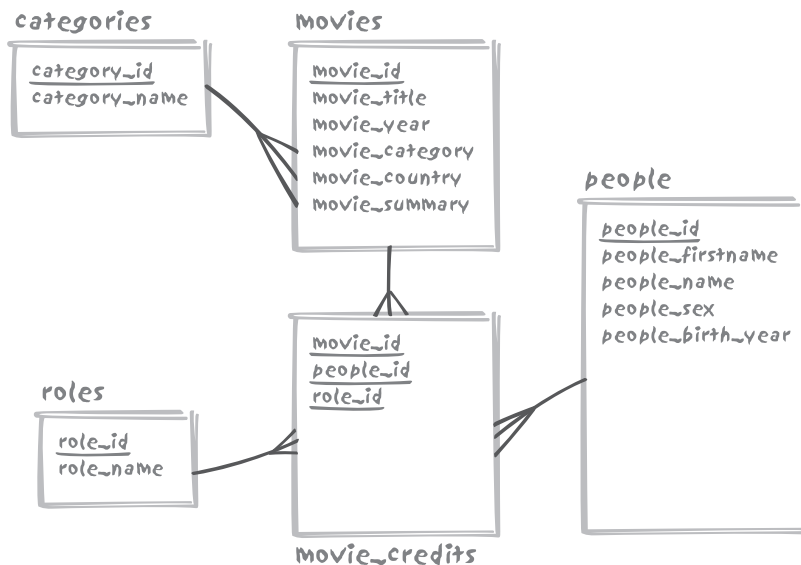 categories
category_id
category_name
movies
movie_id
movie_title
movie_year
movie_category
movie_country
movie_summary
people
people_id
people_firstname
people_name
people_sex
people_birth_year
roles
role_id
role_name
movie_id
people_id
role_id
movie_credits